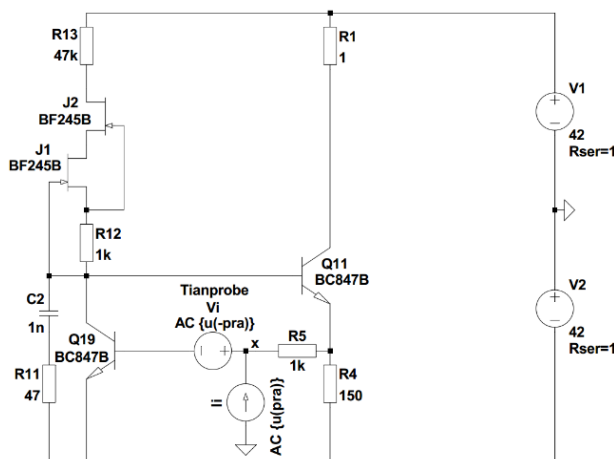 R13
47k
R1
1
J2
BF245B
V1
42
Rser=1
J1
BF245B
R12
1k
Q11
BC847B
Tianprobe
Vi
AC {u(-pra)}
V2
42
Rser=1
C2
1n
Q19
BC847B
x
R5
1k
R11
47
Ii
AC {u(pra)}
R4
150